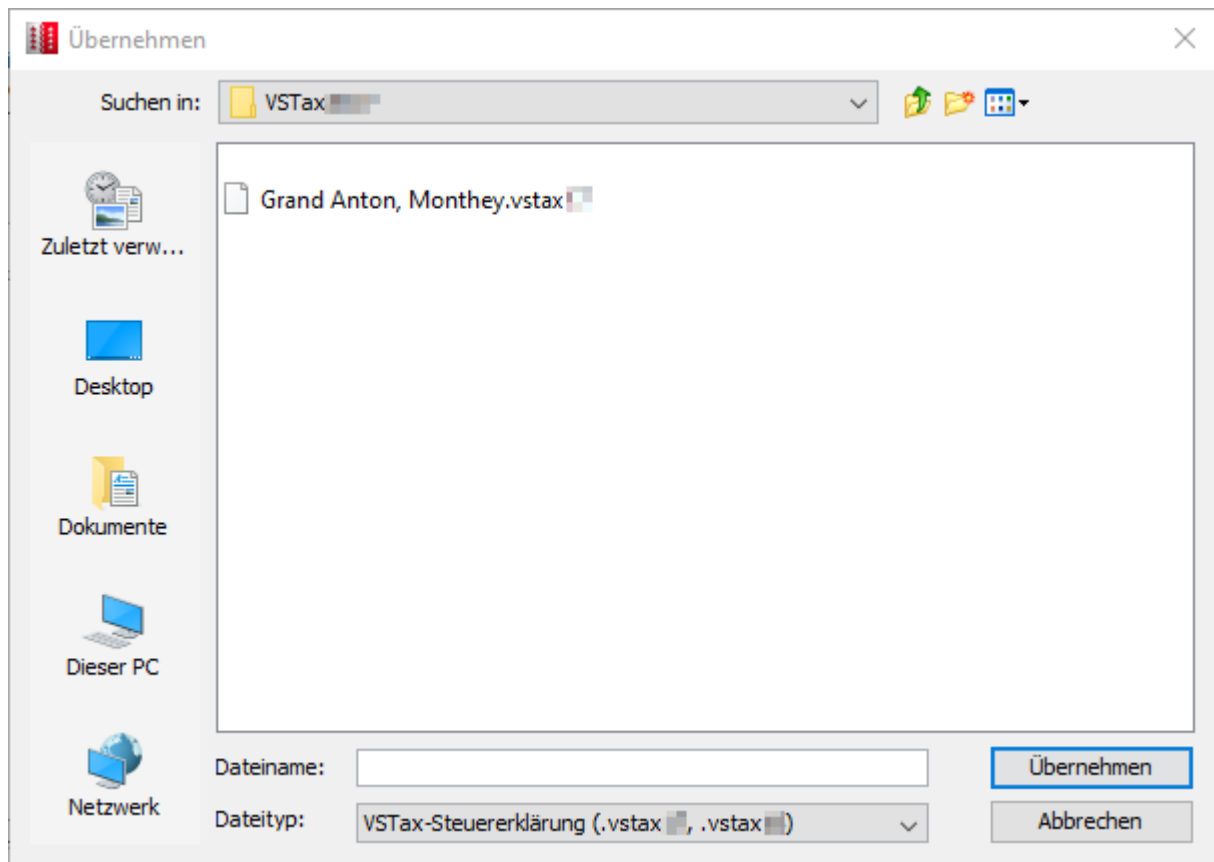 Übernehmen
Suchen in:
VSTax
Grand Anton, Monthey.vstax
Zuletzt verw...
Desktop
Dokumente
Dieser PC
Netzwerk
Dateiname:
Übernehmen
Dateityp:
VSTax-Steuererklärung (.vstax , .vstax )
Abbrechen